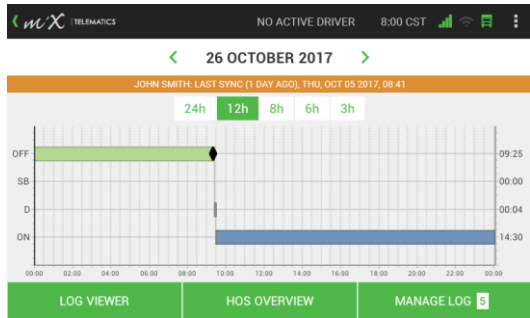 miX TELEMATICS NO ACTIVE DRIVER 8:00 CST
26 OCTOBER 2017
JOHN SMITH: LAST SYNC (1 DAY AGO), THU, OCT 05 2017, 08:41
24h 12h 8h 6h 3h
OFF 09:25
SB 00:00
D 00:04
ON 14:30
00:00 02:00 04:00 06:00 08:00 10:00 12:00 14:00 16:00 18:00 20:00 22:00 00:00
LOG VIEWER HOS OVERVIEW MANAGE LOG 5